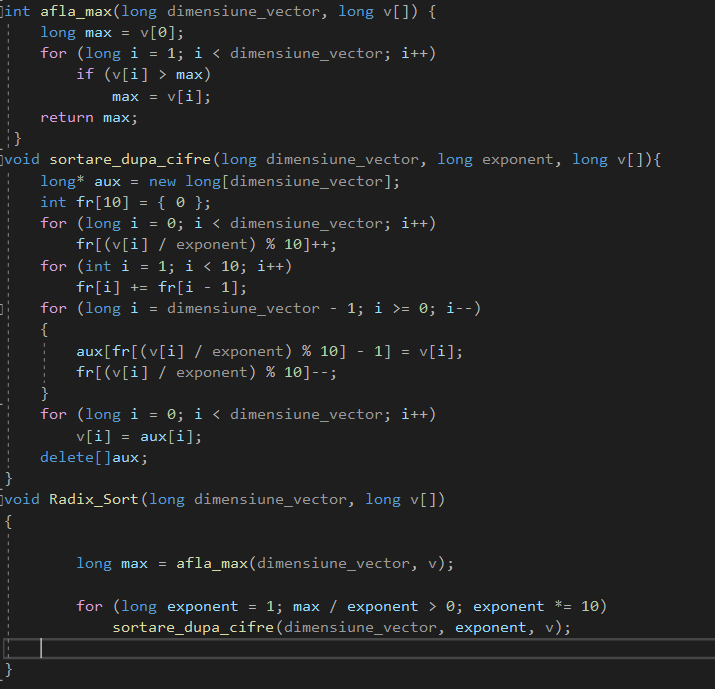 int afla_max(long dimensiune_vector, long v[]) {
    long max = v[0];
    for (long i = 1; i < dimensiune_vector; i++)
        if (v[i] > max)
            max = v[i];
    return max;
}
void sortare_dupa_cifre(long dimensiune_vector, long exponent, long v[]){
    long* aux = new long[dimensiune_vector];
    int fr[10] = { 0 };
    for (long i = 0; i < dimensiune_vector; i++)
        fr[(v[i] / exponent) % 10]++;
    for (int i = 1; i < 10; i++)
        fr[i] += fr[i - 1];
    for (long i = dimensiune_vector - 1; i >= 0; i--)
    {
        aux[fr[(v[i] / exponent) % 10] - 1] = v[i];
        fr[(v[i] / exponent) % 10]--;
    }
    for (long i = 0; i < dimensiune_vector; i++)
        v[i] = aux[i];
    delete[]aux;
}
void Radix_Sort(long dimensiune_vector, long v[])
{
        long max = afla_max(dimensiune_vector, v);
        for (long exponent = 1; max / exponent > 0; exponent *= 10)
            sortare_dupa_cifre(dimensiune_vector, exponent, v);
}